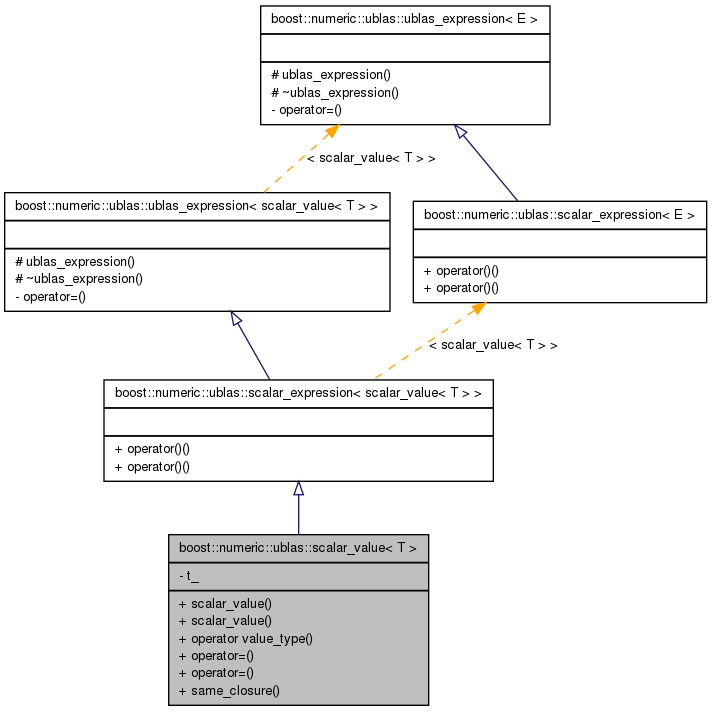 boost::numeric::ublas::ublas_expression< E >
# ublas_expression()
# ~ublas_expression()
- operator=()
< scalar_value< T > >
boost::numeric::ublas::ublas_expression< scalar_value< T > >
# ublas_expression()
# ~ublas_expression()
- operator=()
boost::numeric::ublas::scalar_expression< E >
+ operator()()
+ operator()()
< scalar_value< T > >
boost::numeric::ublas::scalar_expression< scalar_value< T > >
+ operator()()
+ operator()()
boost::numeric::ublas::scalar_value< T >
- t_
+ scalar_value()
+ scalar_value()
+ operator value_type()
+ operator=()
+ operator=()
+ same_closure()